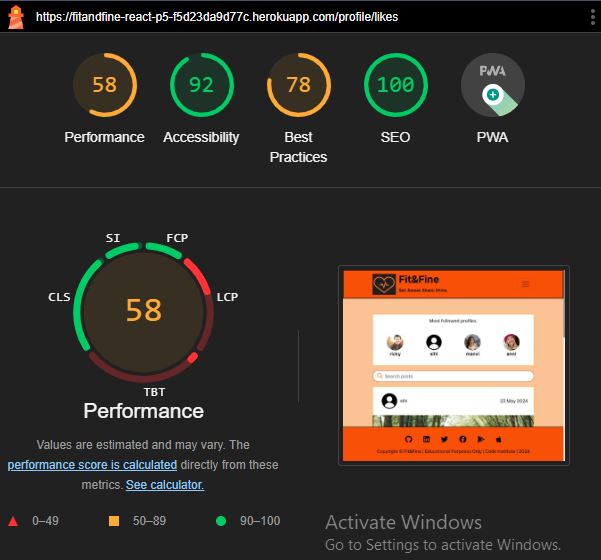 https://fitandfine-react-p5-f5d23da9d77c.herokuapp.com/profile/likes
58
92
78
100
PWA
Performance
Accessibility
Best
Practices
SEO
PWA
SI
FCP
CLS
LCP
58
TBT
Performance
Values are estimated and may vary. The
performance score is calculated directly from these
metrics. See calculator.
0–49
50–89
90–100
Fit&Fine
Eat. Sweat. Share. Shine.
Most followed profiles.
ricky
sihi
mansi
anni
Search posts
sihi
23 May 2024
Copyright © Fit&Fine | Educational Purposes Only | Code Institute | 2024
Activate Windows
Go to Settings to activate Windows.